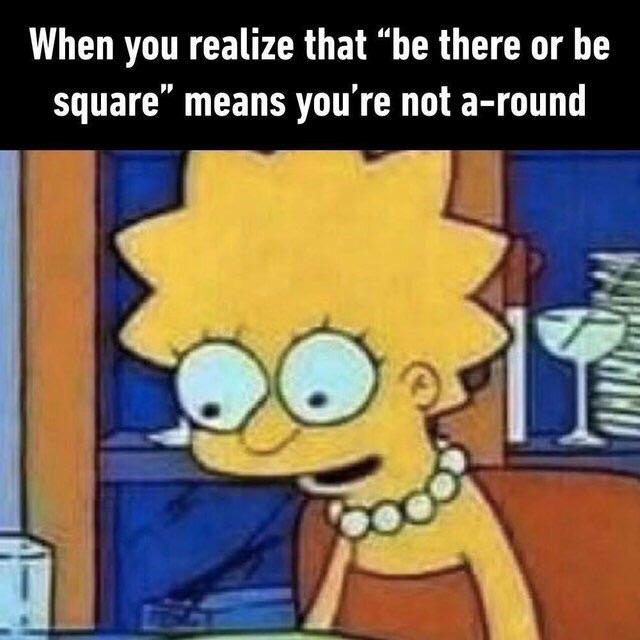 When you realize that “be there or be
square” means you’re not a-round